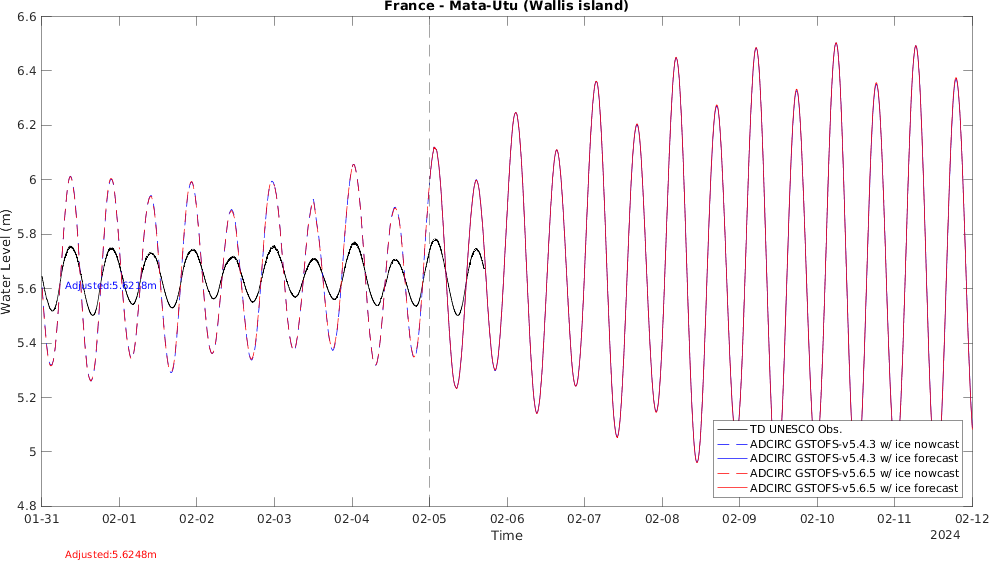 France - Mata-Utu (Wallis island)
6.6
6.4
6.2
6
5.8
5.6
5.4
5.2
5
4.8
Water Level (m)
Adjusted:5.6218m
TD UNESCO Obs.
ADCIRC GSTOFS-v5.4.3 w/ ice nowcast
ADCIRC GSTOFS-v5.4.3 w/ ice forecast
ADCIRC GSTOFS-v5.6.5 w/ ice nowcast
ADCIRC GSTOFS-v5.6.5 w/ ice forecast
01-31 02-01 02-02 02-03 02-04 02-05 02-06 02-07 02-08 02-09 02-10 02-11 02-12
Time
2024
Adjusted:5.6248m